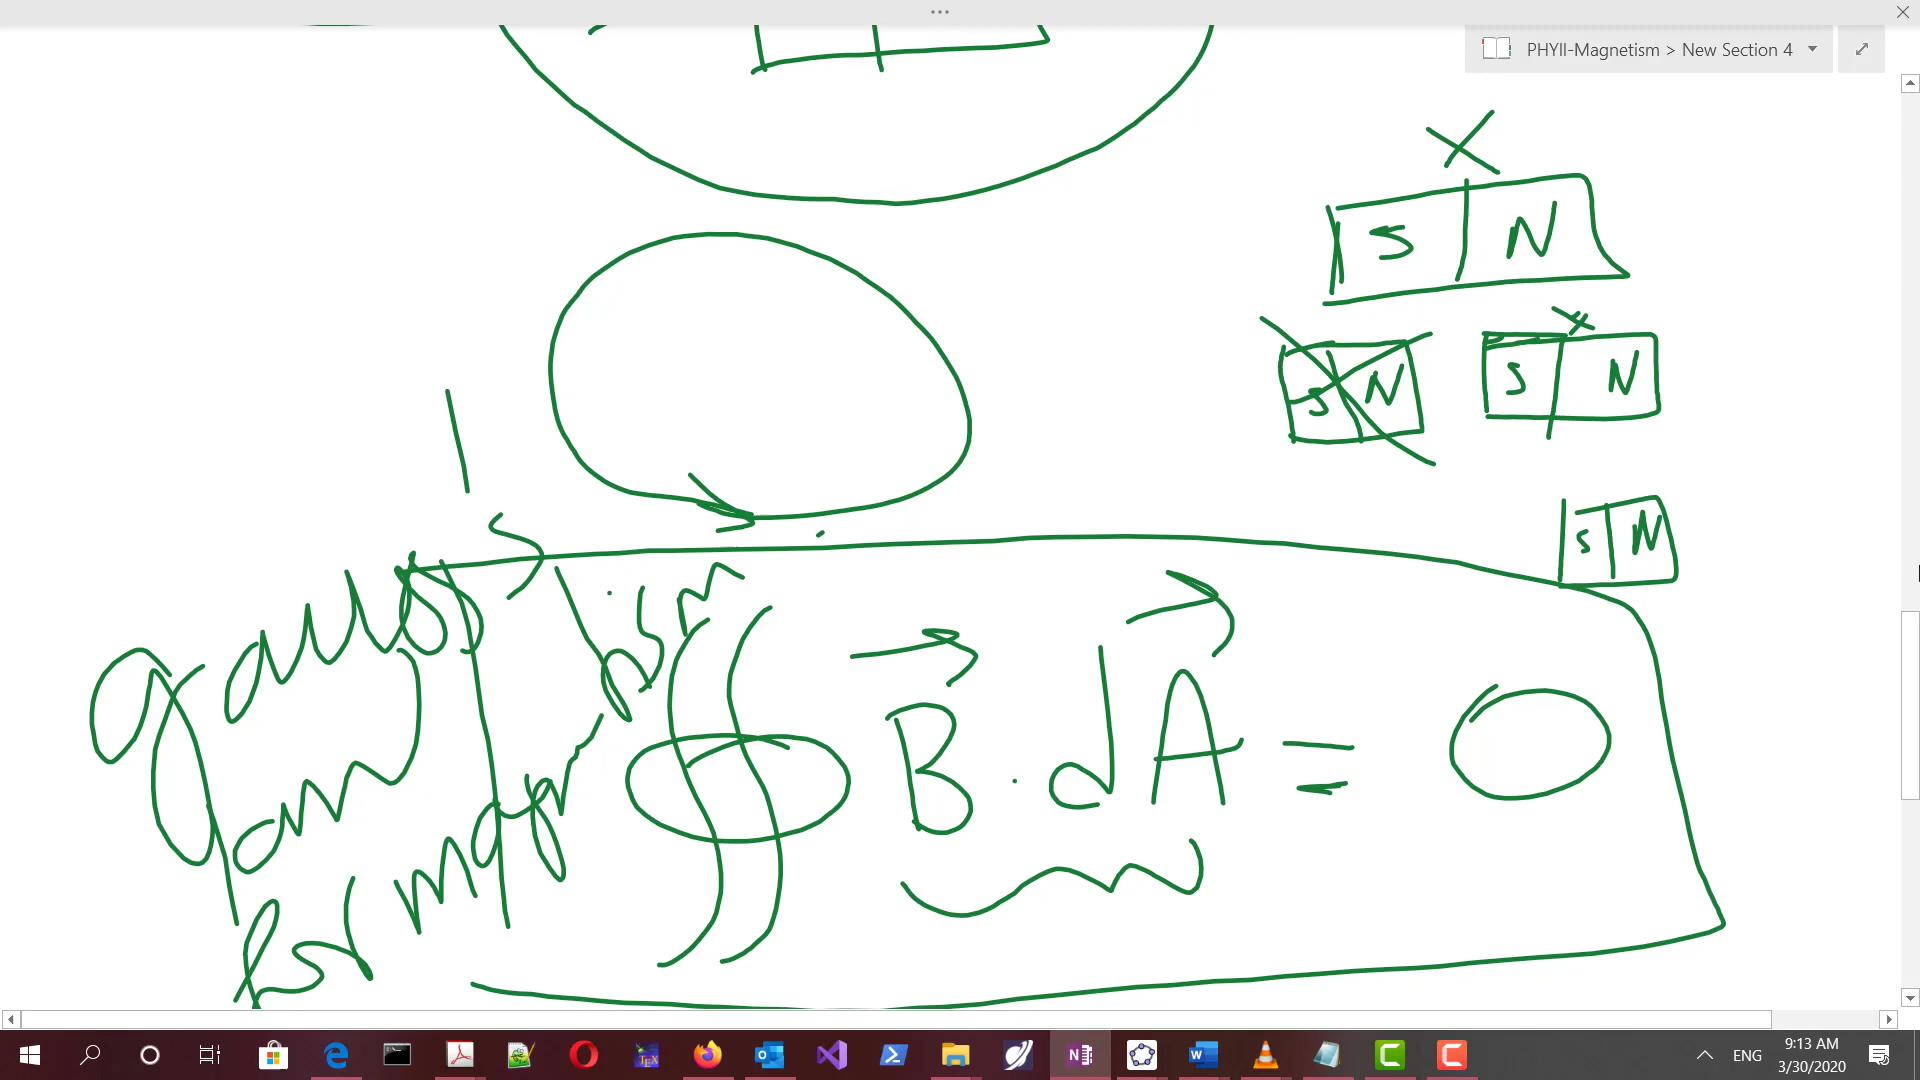 PHYII-Magnetism > New Section 4
S N
S N
S N
S N
Gauss's
law
for magnetism
∯ B⃗ · dA⃗ = 0
ENG
9:13 AM
3/30/2020